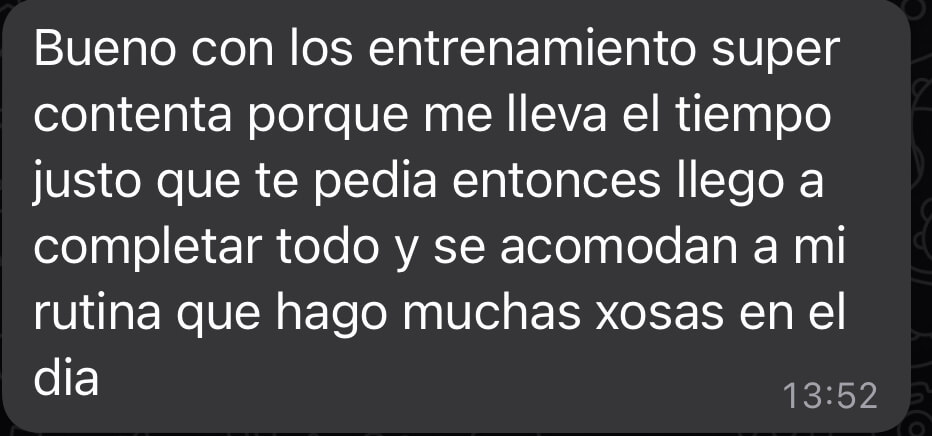 Bueno con los entrenamiento super
contenta porque me lleva el tiempo
justo que te pedia entonces llego a
completar todo y se acomodan a mi
rutina que hago muchas xosas en el
dia
13:52